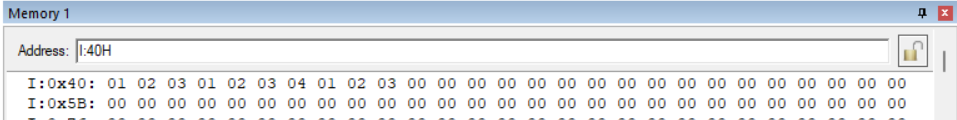 Memory 1
Address: I:40H
I:0x40: 01 02 03 01 02 03 04 01 02 03 00 00 00 00 00 00 00 00 00 00 00 00 00 00 00 00 00
I:0x5B: 00 00 00 00 00 00 00 00 00 00 00 00 00 00 00 00 00 00 00 00 00 00 00 00 00 00 00